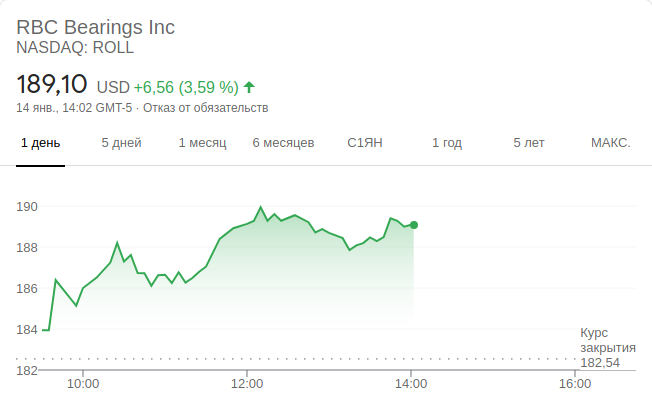 RBC Bearings Inc
NASDAQ: ROLL
189,10 USD +6,56 (3,59 %)
14 янв., 14:02 GMT-5 · Отказ от обязательств
1 день 5 дней 1 месяц 6 месяцев С1ЯН 1 год 5 лет МАКС.
190
188
186
184
Курс
закрытия
182,54
182
10:00 12:00 14:00 16:00